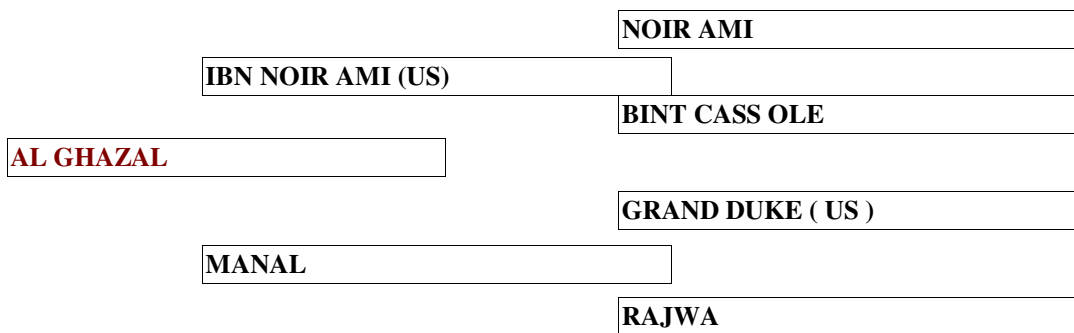 NOIR AMI
IBN NOIR AMI (US)
BINT CASS OLE
AL GHAZAL
GRAND DUKE ( US )
MANAL
RAJWA